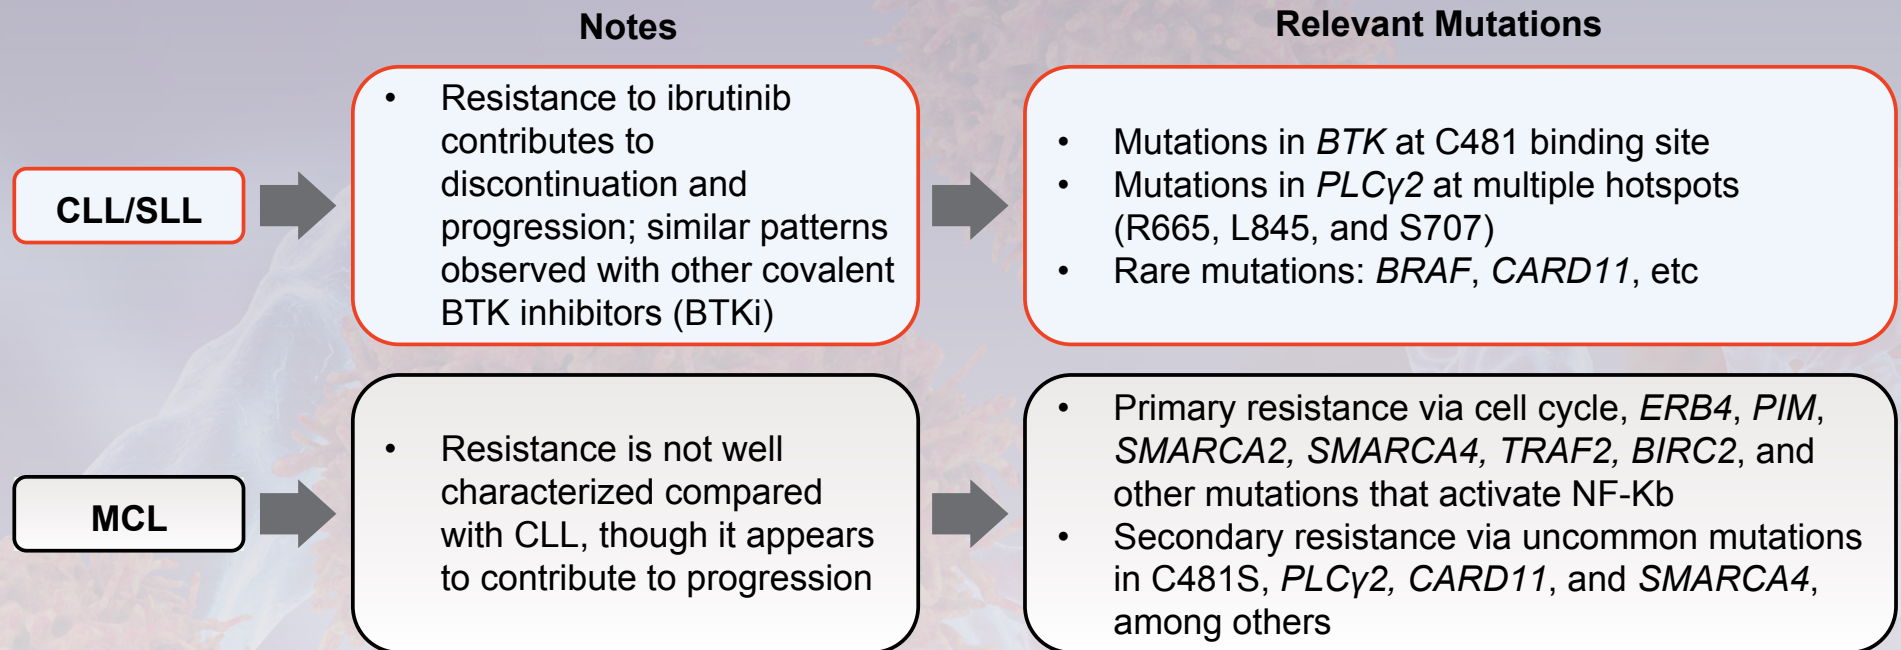 Notes
Relevant Mutations
CLL/SLL
• Resistance to ibrutinib
contributes to
discontinuation and
progression; similar patterns
observed with other covalent
BTK inhibitors (BTKi)
• Mutations in BTK at C481 binding site
• Mutations in PLCγ2 at multiple hotspots
(R665, L845, and S707)
• Rare mutations: BRAF, CARD11, etc
MCL
• Resistance is not well
characterized compared
with CLL, though it appears
to contribute to progression
• Primary resistance via cell cycle, ERB4, PIM,
SMARCA2, SMARCA4, TRAF2, BIRC2, and
other mutations that activate NF-Kb
• Secondary resistance via uncommon mutations
in C481S, PLCγ2, CARD11, and SMARCA4,
among others